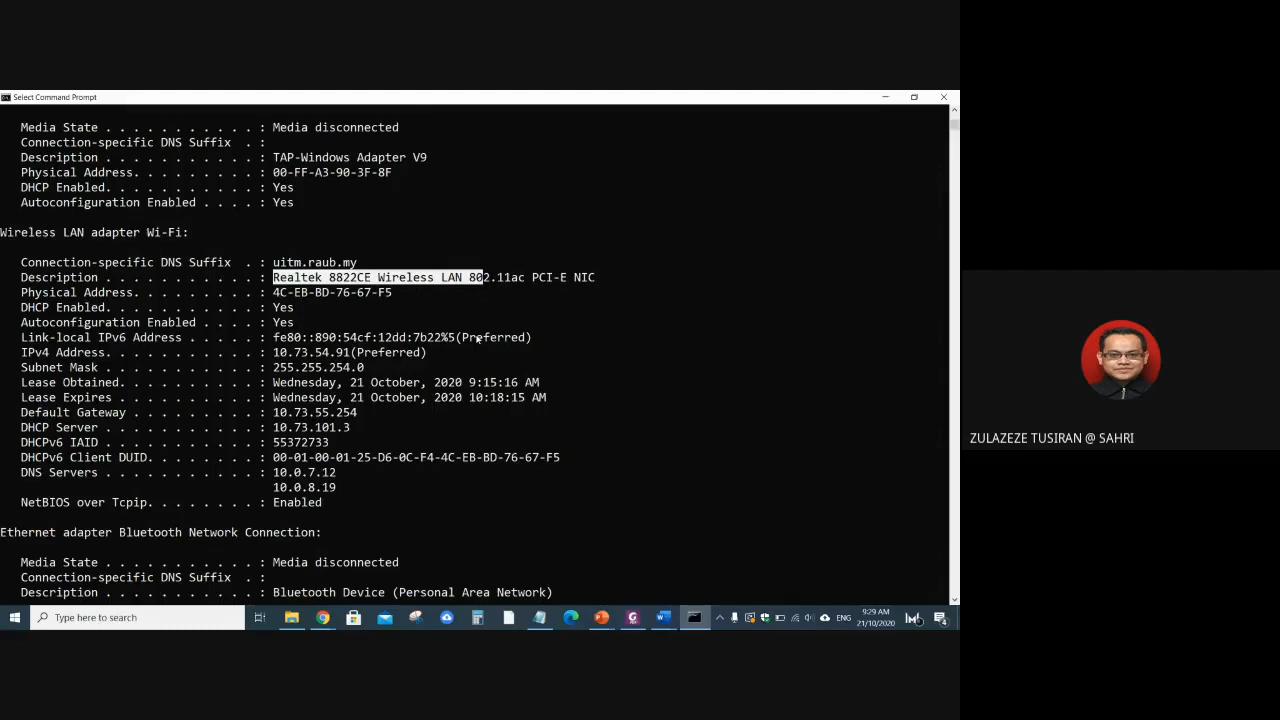 Select Command Prompt
Media State . . . . . . . . . . . : Media disconnected
Connection-specific DNS Suffix  . :
Description . . . . . . . . . . . : TAP-Windows Adapter V9
Physical Address. . . . . . . . . : 00-FF-A3-90-3F-8F
DHCP Enabled. . . . . . . . . . . : Yes
Autoconfiguration Enabled . . . . : Yes
Wireless LAN adapter Wi-Fi:
Connection-specific DNS Suffix  . : uitm.raub.my
Description . . . . . . . . . . . : Realtek 8822CE Wireless LAN 802.11ac PCI-E NIC
Physical Address. . . . . . . . . : 4C-EB-BD-76-67-F5
DHCP Enabled. . . . . . . . . . . : Yes
Autoconfiguration Enabled . . . . : Yes
Link-local IPv6 Address . . . . . : fe80::890:54cf:12dd:7b22%5(Preferred)
IPv4 Address. . . . . . . . . . . : 10.73.54.91(Preferred)
Subnet Mask . . . . . . . . . . . : 255.255.254.0
Lease Obtained. . . . . . . . . . : Wednesday, 21 October, 2020 9:15:16 AM
Lease Expires . . . . . . . . . . : Wednesday, 21 October, 2020 10:18:15 AM
Default Gateway . . . . . . . . . : 10.73.55.254
DHCP Server . . . . . . . . . . . : 10.73.101.3
DHCPv6 IAID . . . . . . . . . . . : 55372733
DHCPv6 Client DUID. . . . . . . . : 00-01-00-01-25-D6-0C-F4-4C-EB-BD-76-67-F5
DNS Servers . . . . . . . . . . . : 10.0.7.12
10.0.8.19
NetBIOS over Tcpip. . . . . . . . : Enabled
Ethernet adapter Bluetooth Network Connection:
Media State . . . . . . . . . . . : Media disconnected
Connection-specific DNS Suffix  . :
Description . . . . . . . . . . . : Bluetooth Device (Personal Area Network)
Type here to search
ENG
9:29 AM
21/10/2020
ZULAZEZE TUSIRAN @ SAHRI